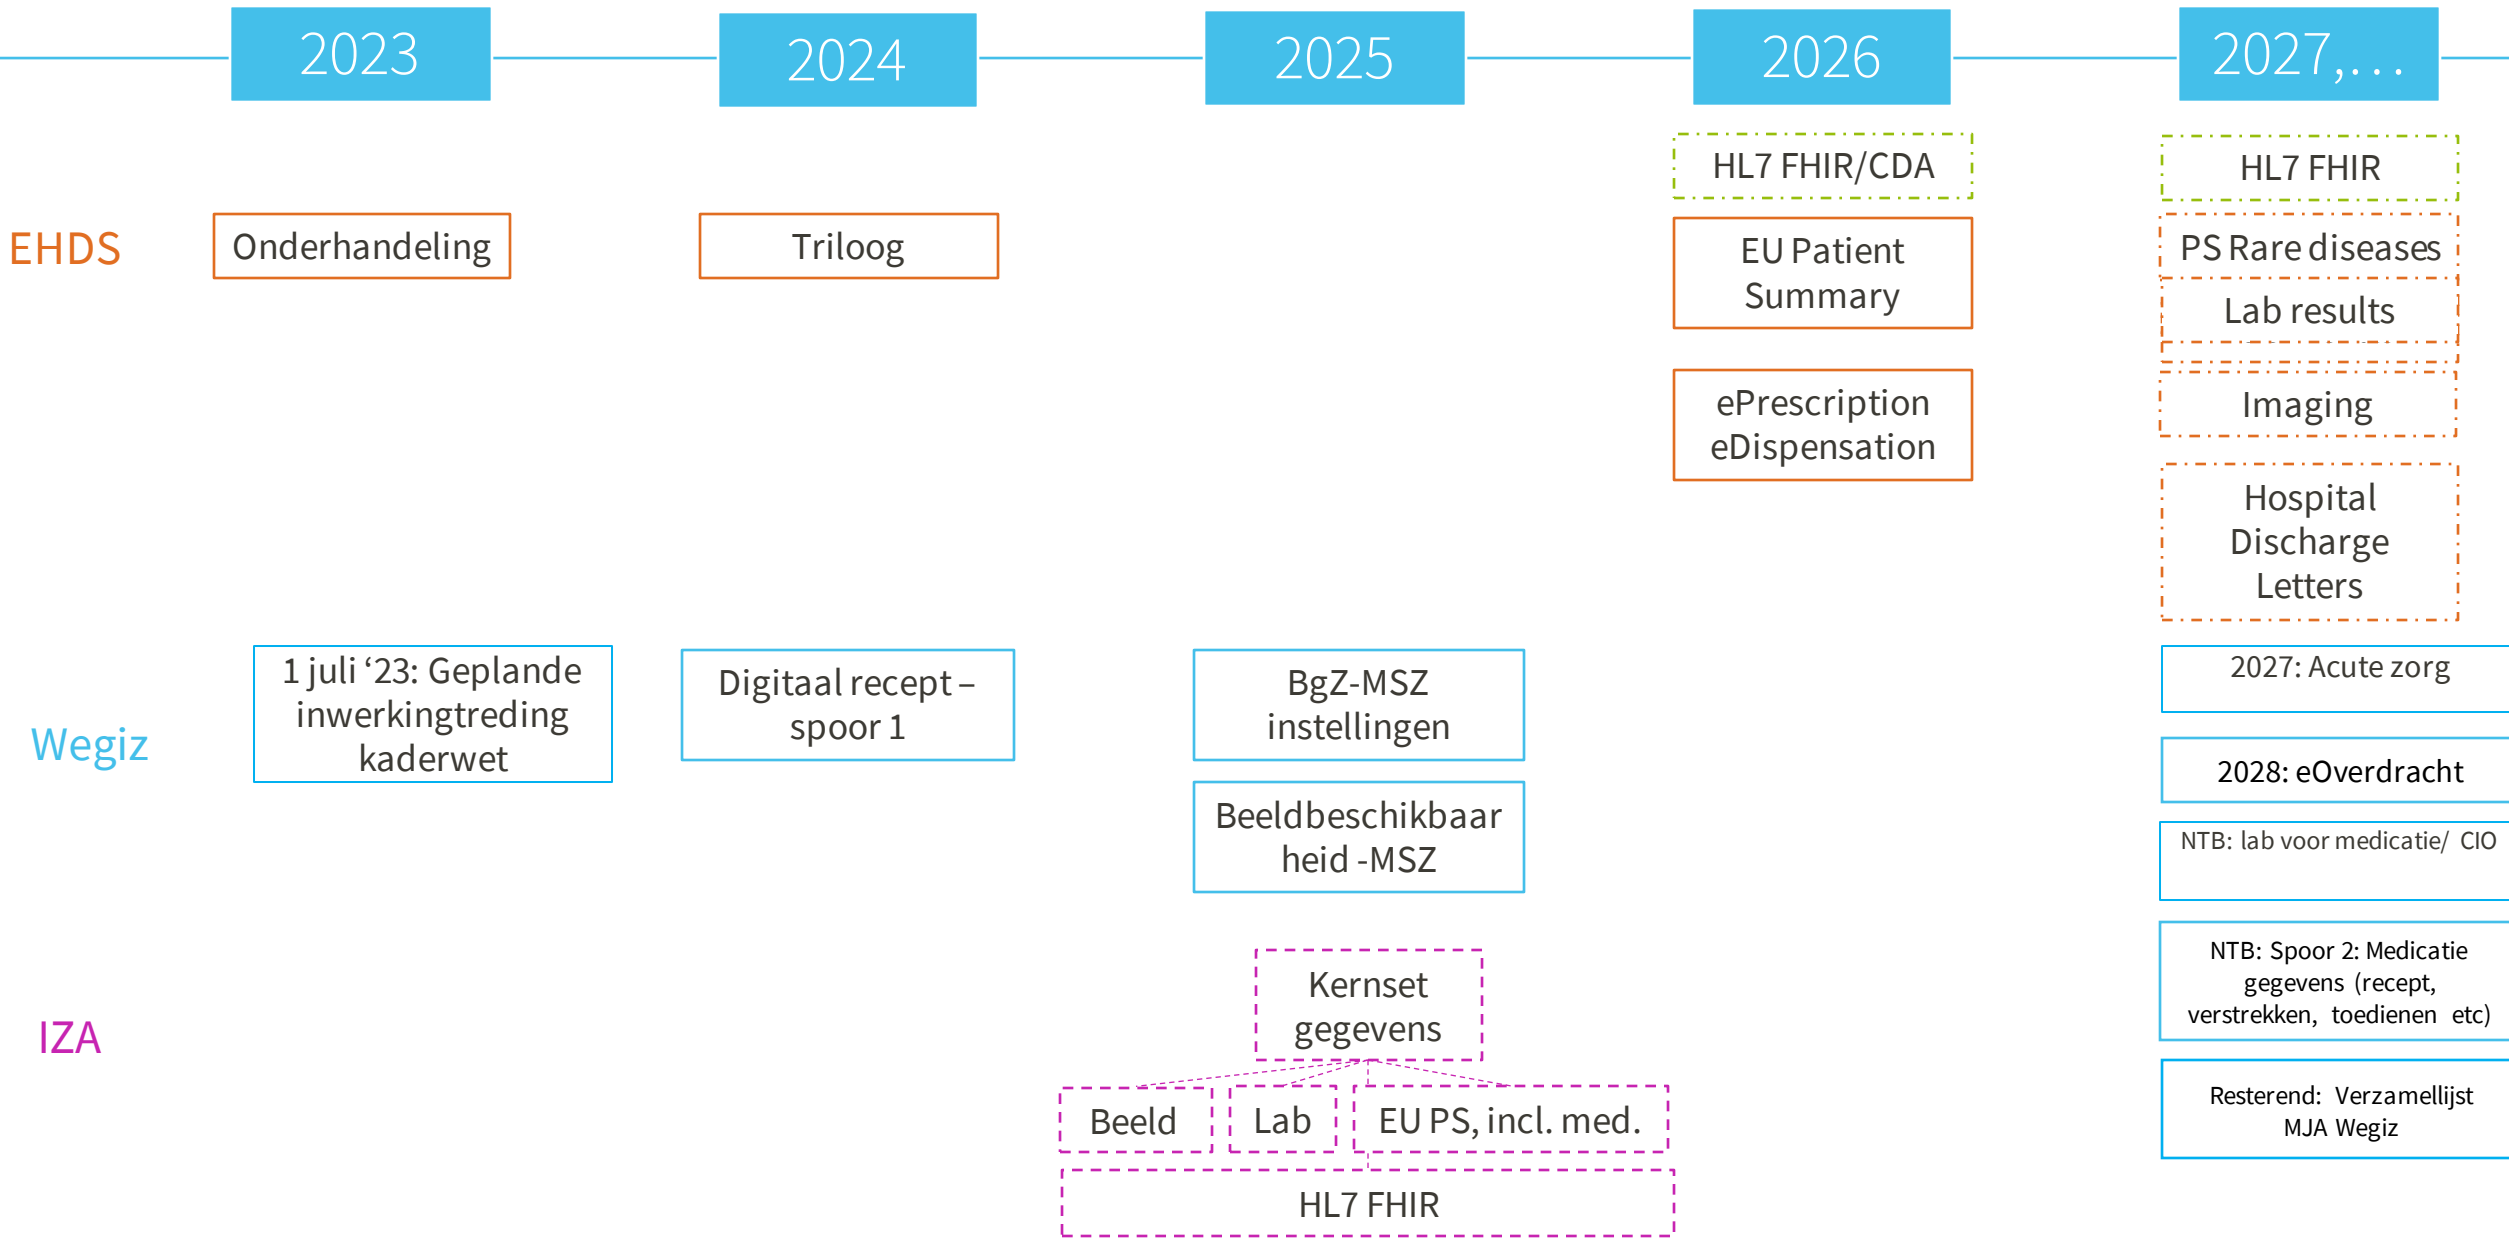 2023
2024
2025
2026
2027,...
HL7 FHIR/CDA
HL7 FHIR
EHDS
Onderhandeling
Triloog
EU Patient
Summary
ePrescription
eDispensation
PS Rare diseases
Lab results
Imaging
Hospital
Discharge
Letters
Wegiz
1 juli ‘23: Geplande
inwerkingtreding
kaderwet
Digitaal recept –
spoor 1
BgZ-MSZ
instellingen
Beeldbeschikbaar
heid -MSZ
2027: Acute zorg
2028: eOverdracht
NTB: lab voor medicatie/ CIO
NTB: Spoor 2: Medicatie
gegevens (recept,
verstrekken, toedienen etc)
Resterend: Verzamellijst
MJA Wegiz
IZA
Kernset
gegevens
Beeld
Lab
EU PS, incl. med.
HL7 FHIR